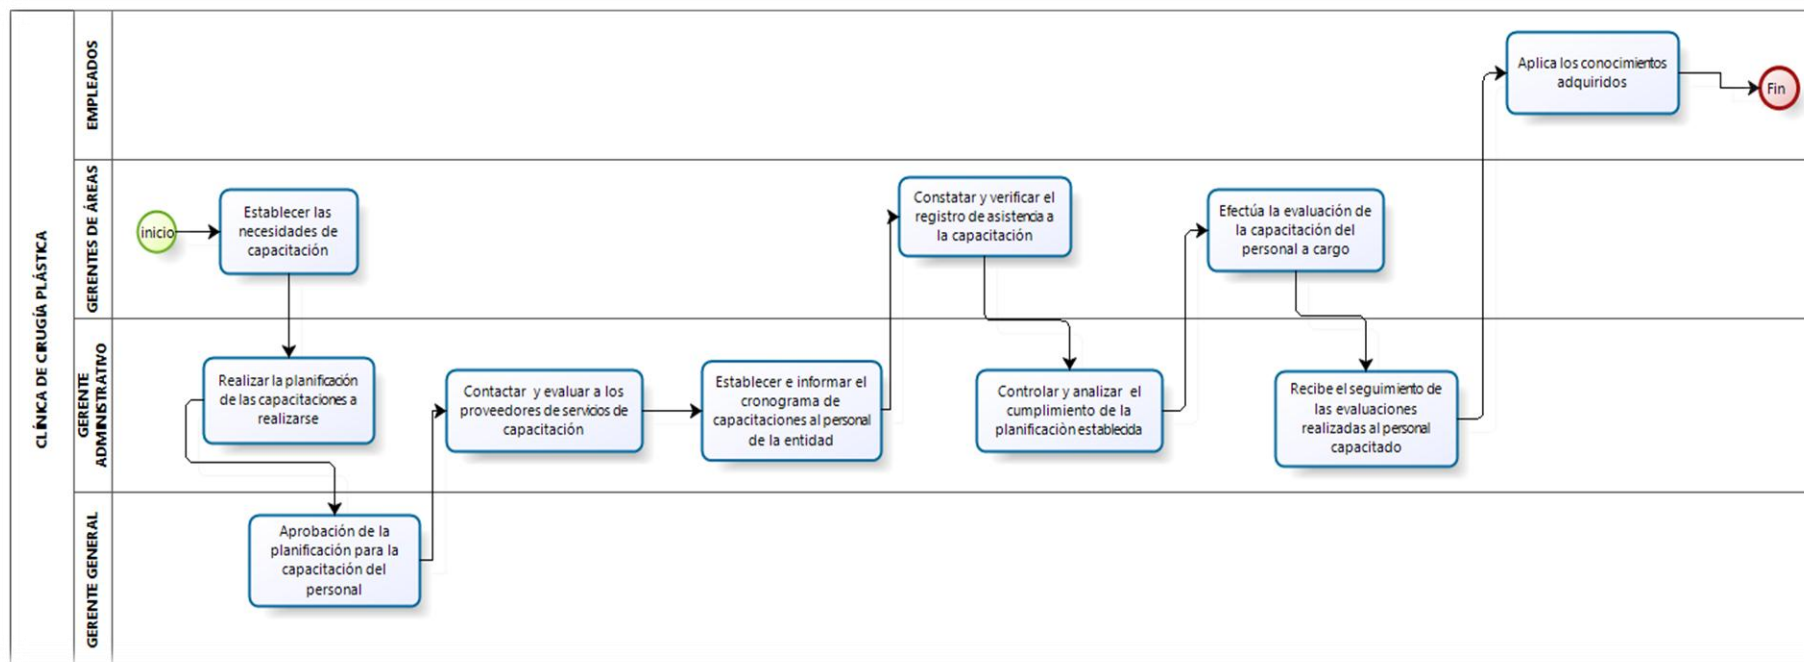 CLÍNICA DE CIRUGÍA PLÁSTICA
EMPLEADOS
Aplica los conocimientos
adquiridos
Fin
GERENTES DE ÁREAS
inicio
Establecer las
necesidades de
capacitación
Constatar y verificar el
registro de asistencia a
la capacitación
Efectúa la evaluación de
la capacitación del
personal a cargo
GERENTE
ADMINISTRATIVO
Realizar la planificación
de las capacitaciones a
realizarse
Contactar y evaluar a los
proveedores de servicios de
capacitación
Establecer e informar el
cronograma de
capacitaciones al personal
de la entidad
Controlar y analizar el
cumplimiento de la
planificaciòn establecida
Recibe el seguimiento de
las evaluaciones
realizadas al personal
capacitado
GERENTE GENERAL
Aprobación de la
planificación para la
capacitación del
personal